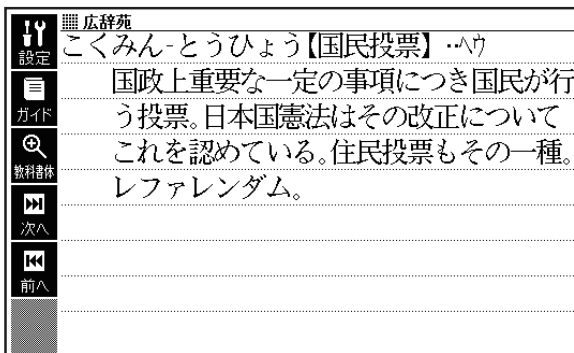 広辞苑
こくみん‐とうひょう【国民投票】‥ヘウ
国政上重要な一定の事項につき国民が行
う投票。日本国憲法はその改正について
これを認めている。住民投票もその一種。
レファレンダム。
設定
ガイド
教科書体
次へ
前へ